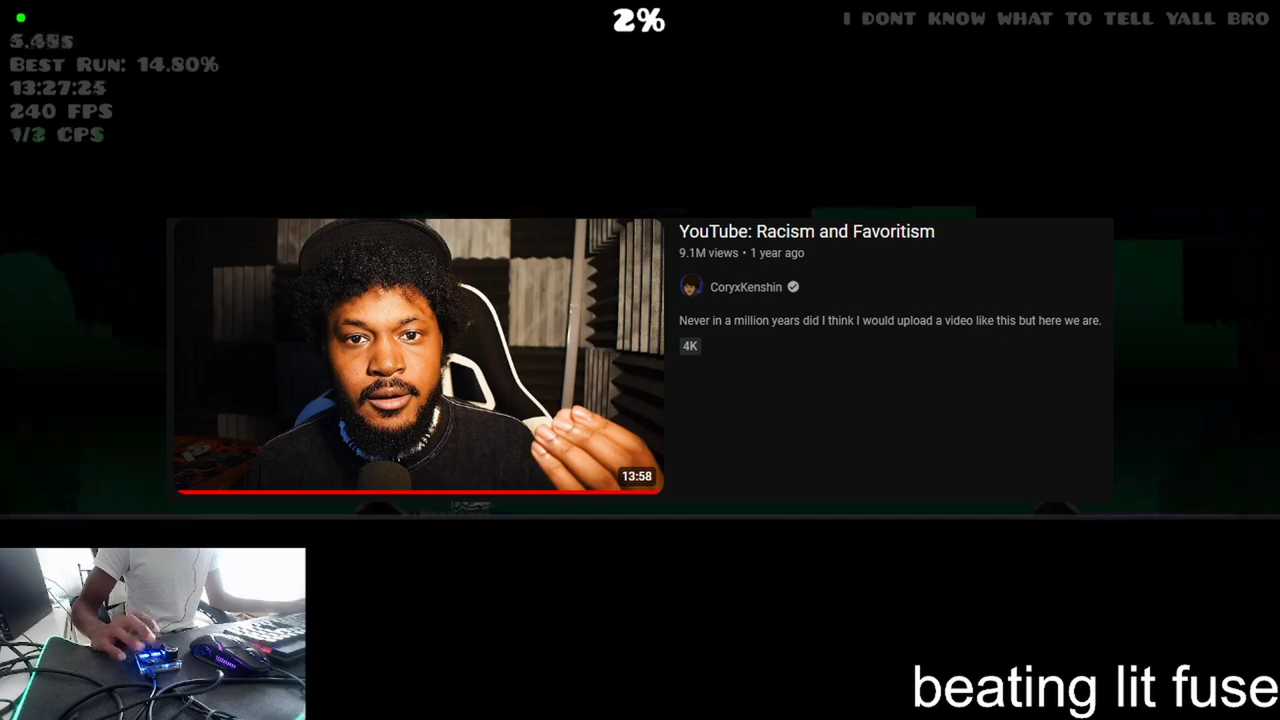 2%
I DONT KNOW WHAT TO TELL YALL BRO
5.48s
BEST RUN: 14.80%
13:27:25
240 FPS
1/3 CPS
YouTube: Racism and Favoritism
9.1M views • 1 year ago
CoryxKenshin
Never in a million years did I think I would upload a video like this but here we are.
4K
13:58
beating lit fuse